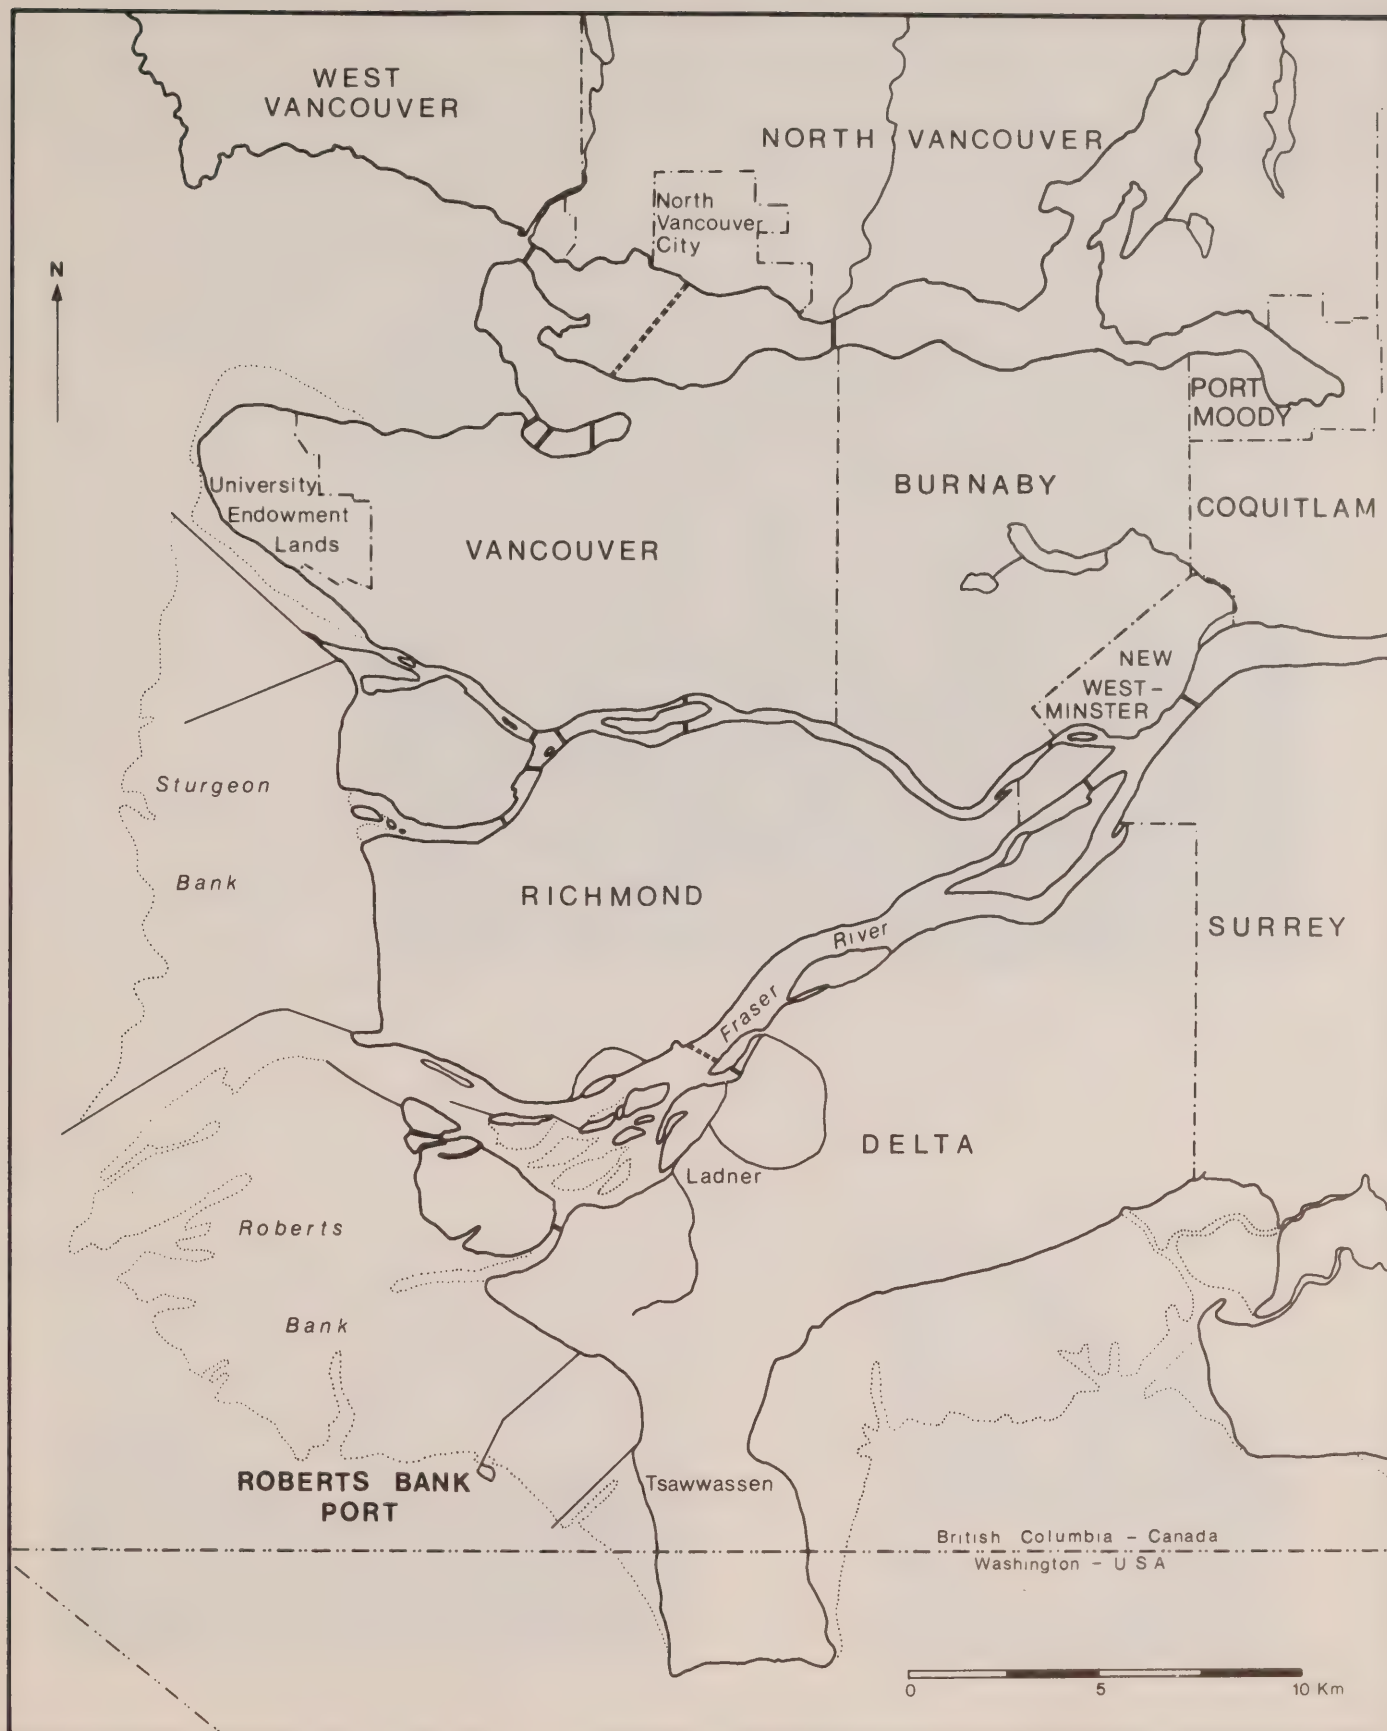 WEST
VANCOUVER
NORTH VANCOUVER
North
Vancouver
City
N
PORT
MOODY
University
Endowment
Lands
BURNABY
COQUITLAM
VANCOUVER
NEW
WEST-
MINSTER
Sturgeon
Bank
RICHMOND
SURREY
River
Fraser
DELTA
Ladner
Roberts
Bank
ROBERTS BANK
PORT
Tsawwassen
British Columbia - Canada
Washington - U S A
0 5 10 Km